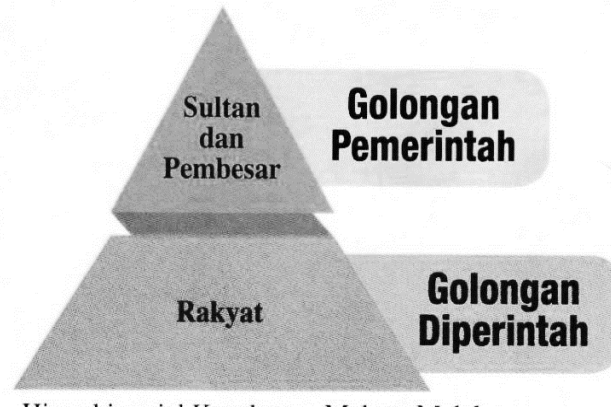 Sultan
dan
Pembesar
Golongan
Pemerintah
Rakyat
Golongan
Diperintah